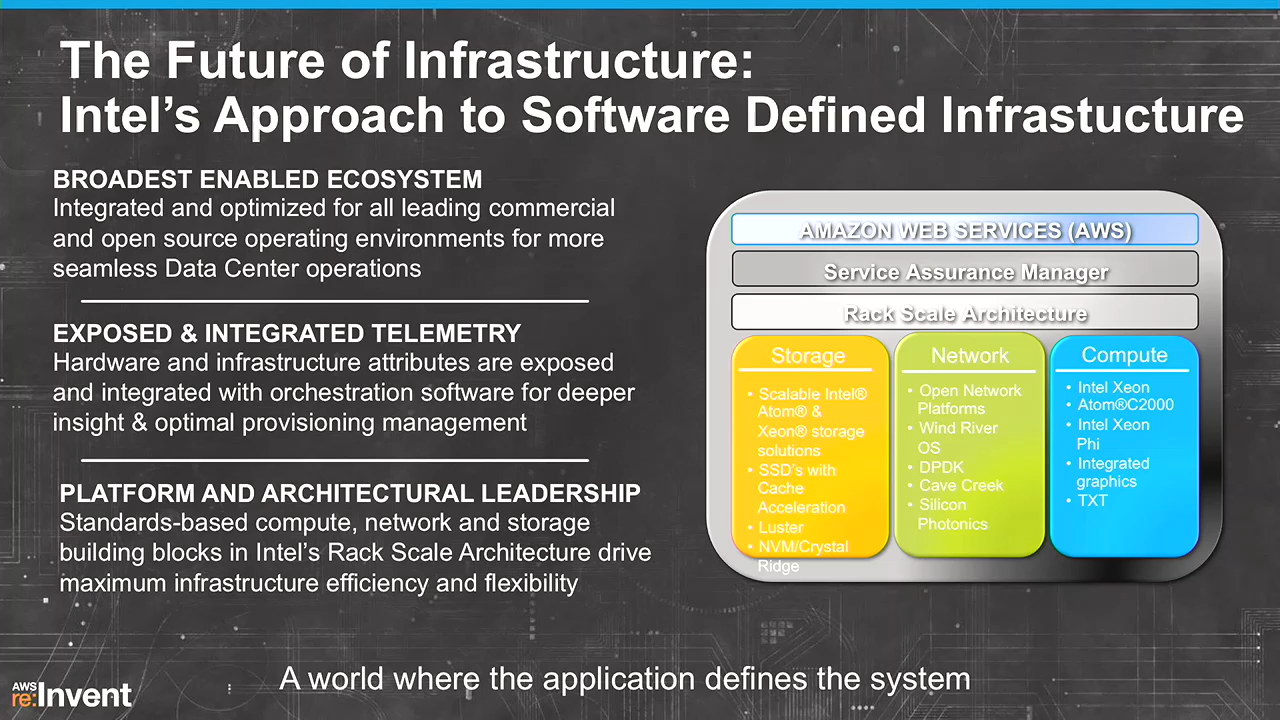 The Future of Infrastructure:
Intel's Approach to Software Defined Infrastucture
BROADEST ENABLED ECOSYSTEM
Integrated and optimized for all leading commercial
and open source operating environments for more
seamless Data Center operations
EXPOSED & INTEGRATED TELEMETRY
Hardware and infrastructure attributes are exposed
and integrated with orchestration software for deeper
insight & optimal provisioning management
PLATFORM AND ARCHITECTURAL LEADERSHIP
Standards-based compute, network and storage
building blocks in Intel's Rack Scale Architecture drive
maximum infrastructure efficiency and flexibility
AMAZON WEB SERVICES (AWS)
Service Assurance Manager
Rack Scale Architecture
Storage
• Scalable Intel®
Atom® &
Xeon® storage
solutions
• SSD's with
Cache
Acceleration
• Luster
• NVM/Crystal
Ridge
Network
• Open Network
Platforms
• Wind River
OS
• DPDK
• Cave Creek
• Silicon
Photonics
Compute
• Intel Xeon
• Atom®C2000
• Intel Xeon
Phi
• Integrated
graphics
• TXT
A world where the application defines the system
AWS
re:Invent